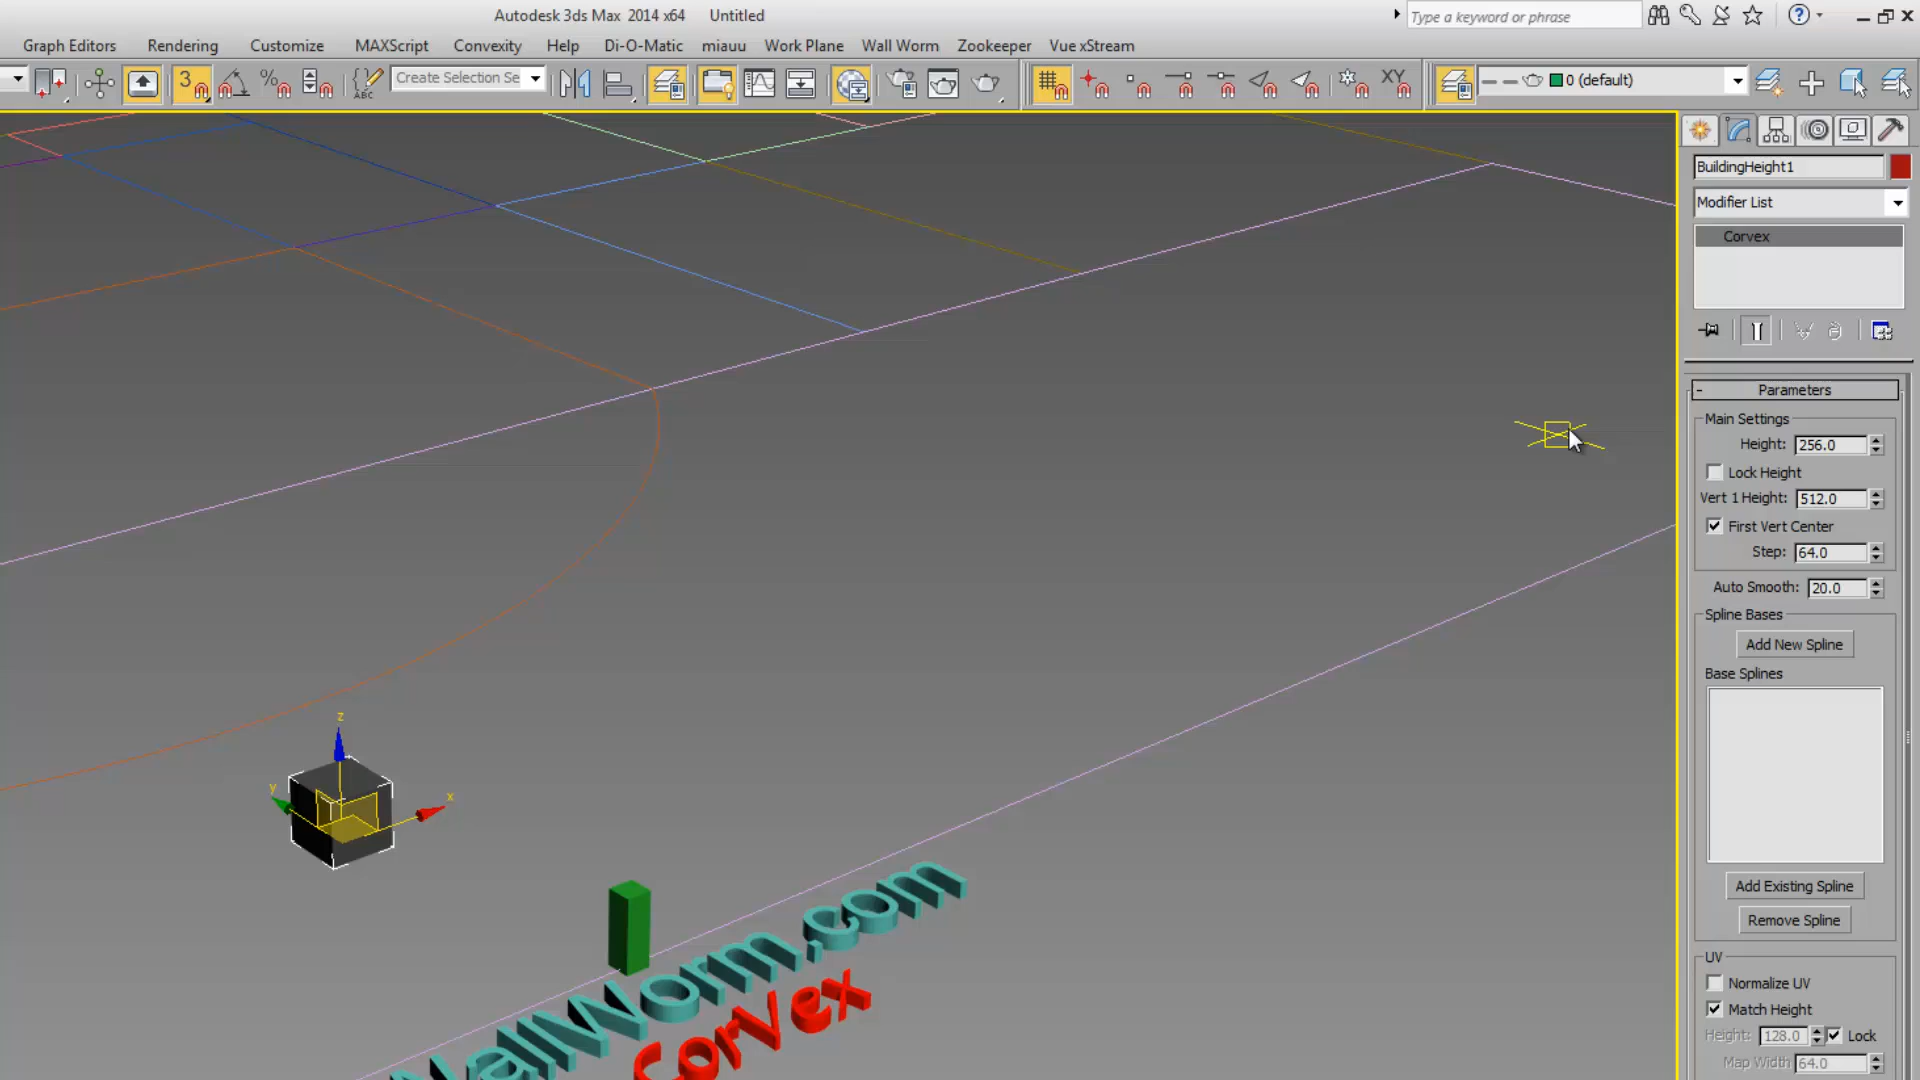 Autodesk 3ds Max 2014 x64 Untitled
Type a keyword or phrase
Graph Editors Rendering Customize MAXScript Convexity Help Di-O-Matic miauu Work Plane Wall Worm Zookeeper Vue xStream
3 % ABC Create Selection Se XY 0 (default)
BuildingHeight1
Modifier List
Corvex
- Parameters
Main Settings
Height: 256.0
Lock Height
Vert 1 Height: 512.0
First Vert Center
Step: 64.0
Auto Smooth: 20.0
Spline Bases
Add New Spline
Base Splines
Add Existing Spline
Remove Spline
UV
Normalize UV
Match Height
Height: 128.0 Lock
Map Width 64.0
z
y
x
WallWorm.com
CorVex